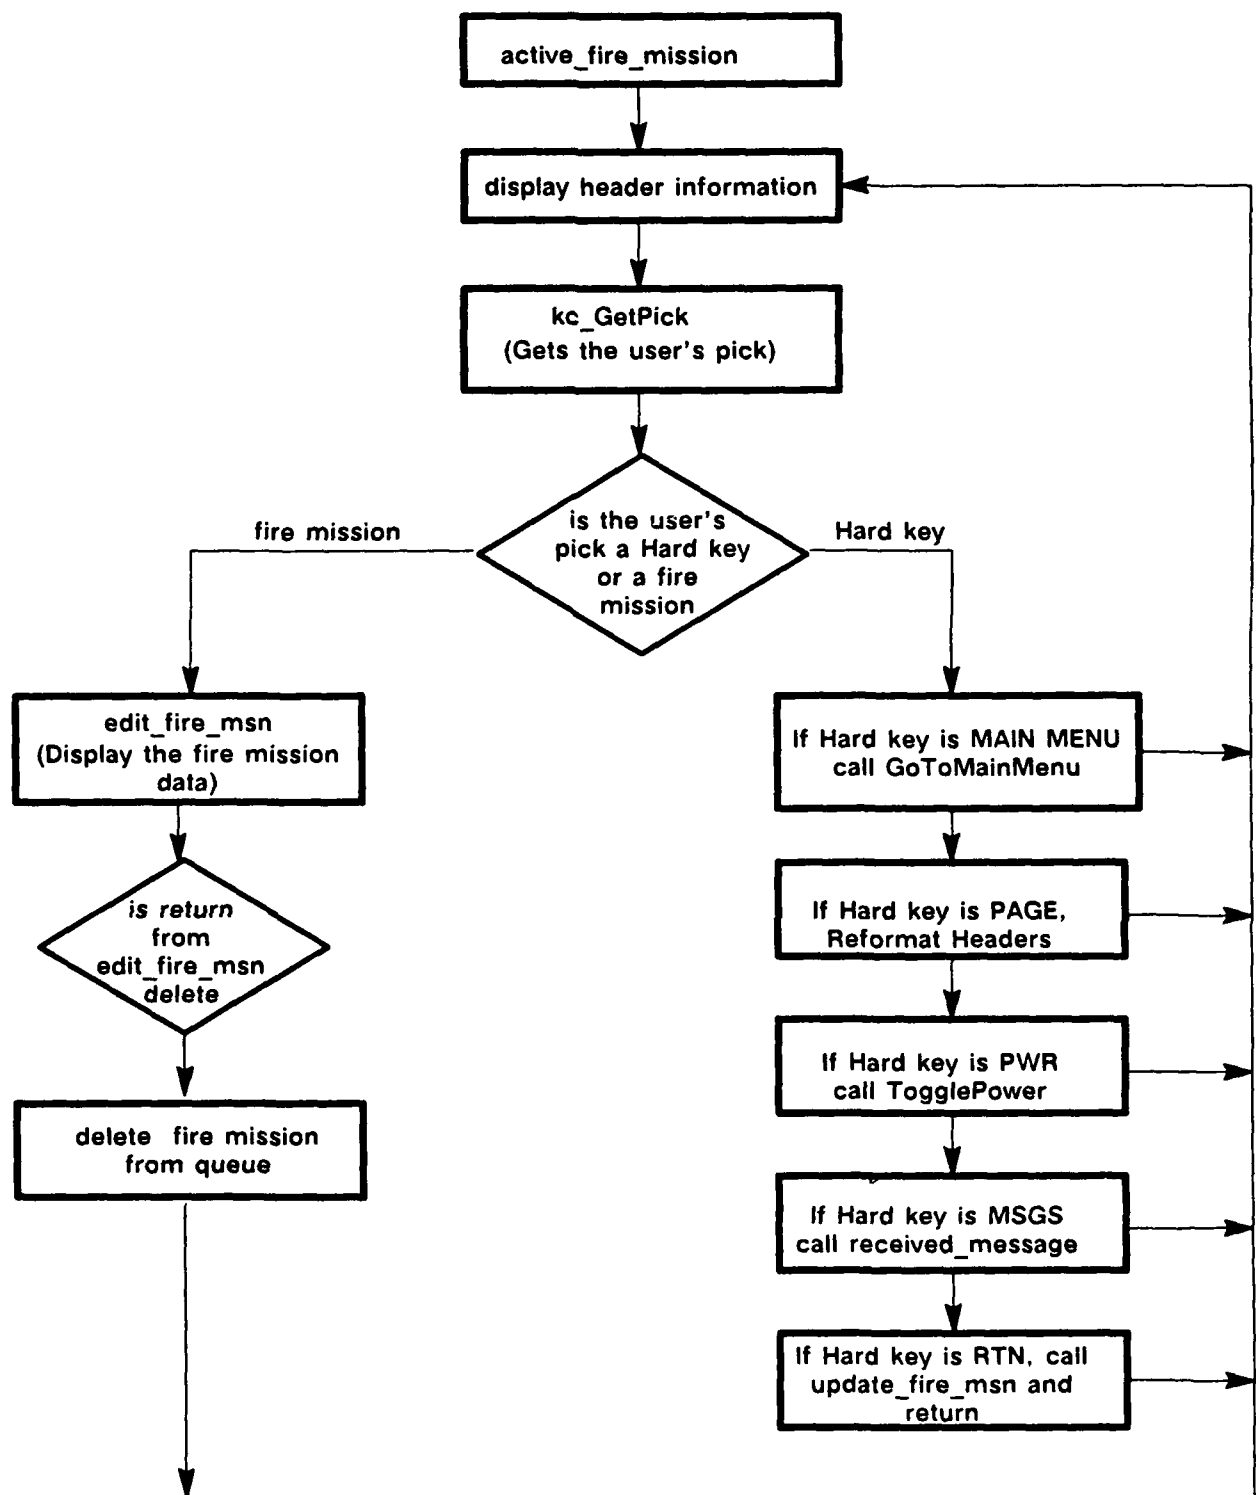 active_fire_mission
display header information
kc_GetPick
(Gets the user's pick)
is the user's
pick a Hard key
or a fire
mission
fire mission
Hard key
edit_fire_msn
(Display the fire mission
data)
is return
from
edit_fire_msn
delete
delete fire mission
from queue
If Hard key is MAIN MENU
call GoToMainMenu
If Hard key is PAGE,
Reformat Headers
If Hard key is PWR
call TogglePower
If Hard key is MSGS
call received_message
If Hard key is RTN, call
update_fire_msn and
return